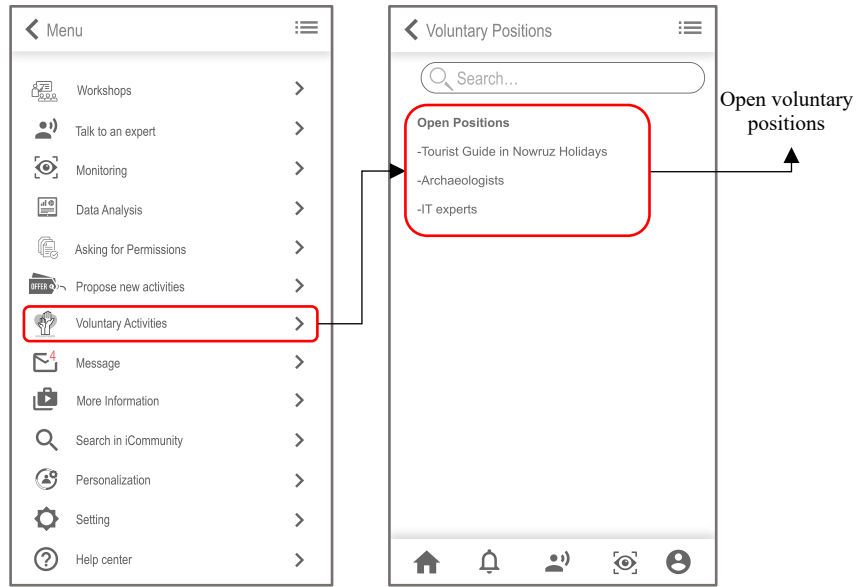 Menu
Workshops
Talk to an expert
Monitoring
Data Analysis
Asking for Permissions
OFFER
Propose new activities
Voluntary Activities
4
Message
More Information
Search in iCommunity
Personalization
Setting
Help center
Voluntary Positions
Search...
Open Positions
-Tourist Guide in Nowruz Holidays
-Archaeologists
-IT experts
Open voluntary
positions